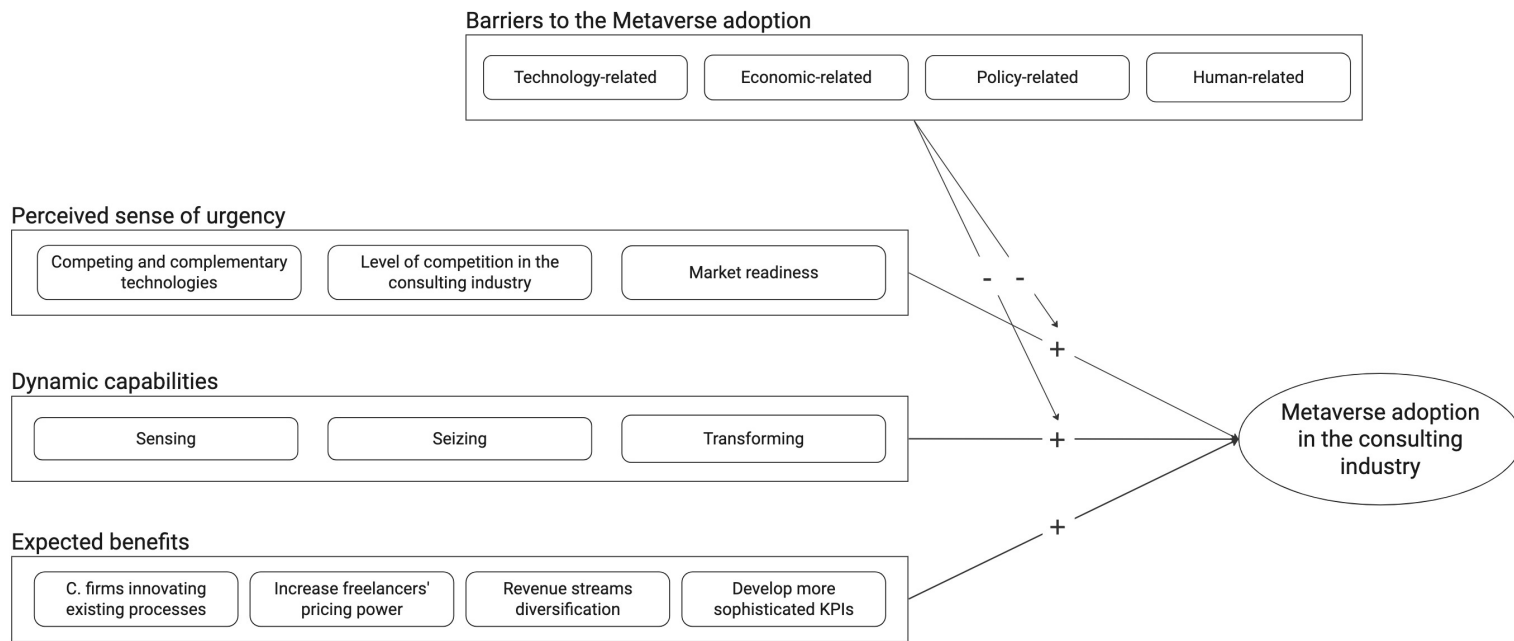 Barriers to the Metaverse adoption
Technology-related
Economic-related
Policy-related
Human-related
Perceived sense of urgency
Competing and complementary
technologies
Level of competition in the
consulting industry
Market readiness
-
-
+
Dynamic capabilities
Sensing
Seizing
Transforming
+
Metaverse adoption
in the consulting
industry
Expected benefits
C. firms innovating
existing processes
Increase freelancers'
pricing power
Revenue streams
diversification
Develop more
sophisticated KPIs
+